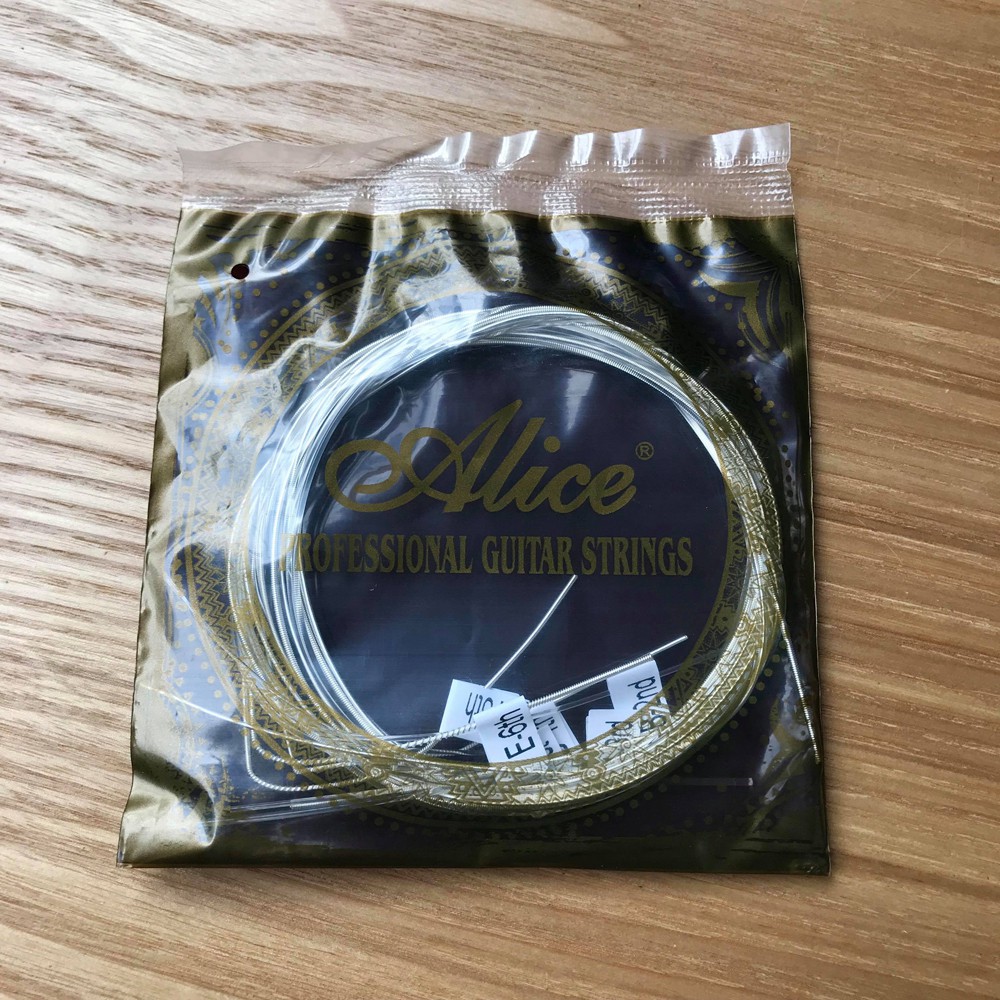 Alice®
PROFESSIONAL GUITAR STRINGS
E-6th